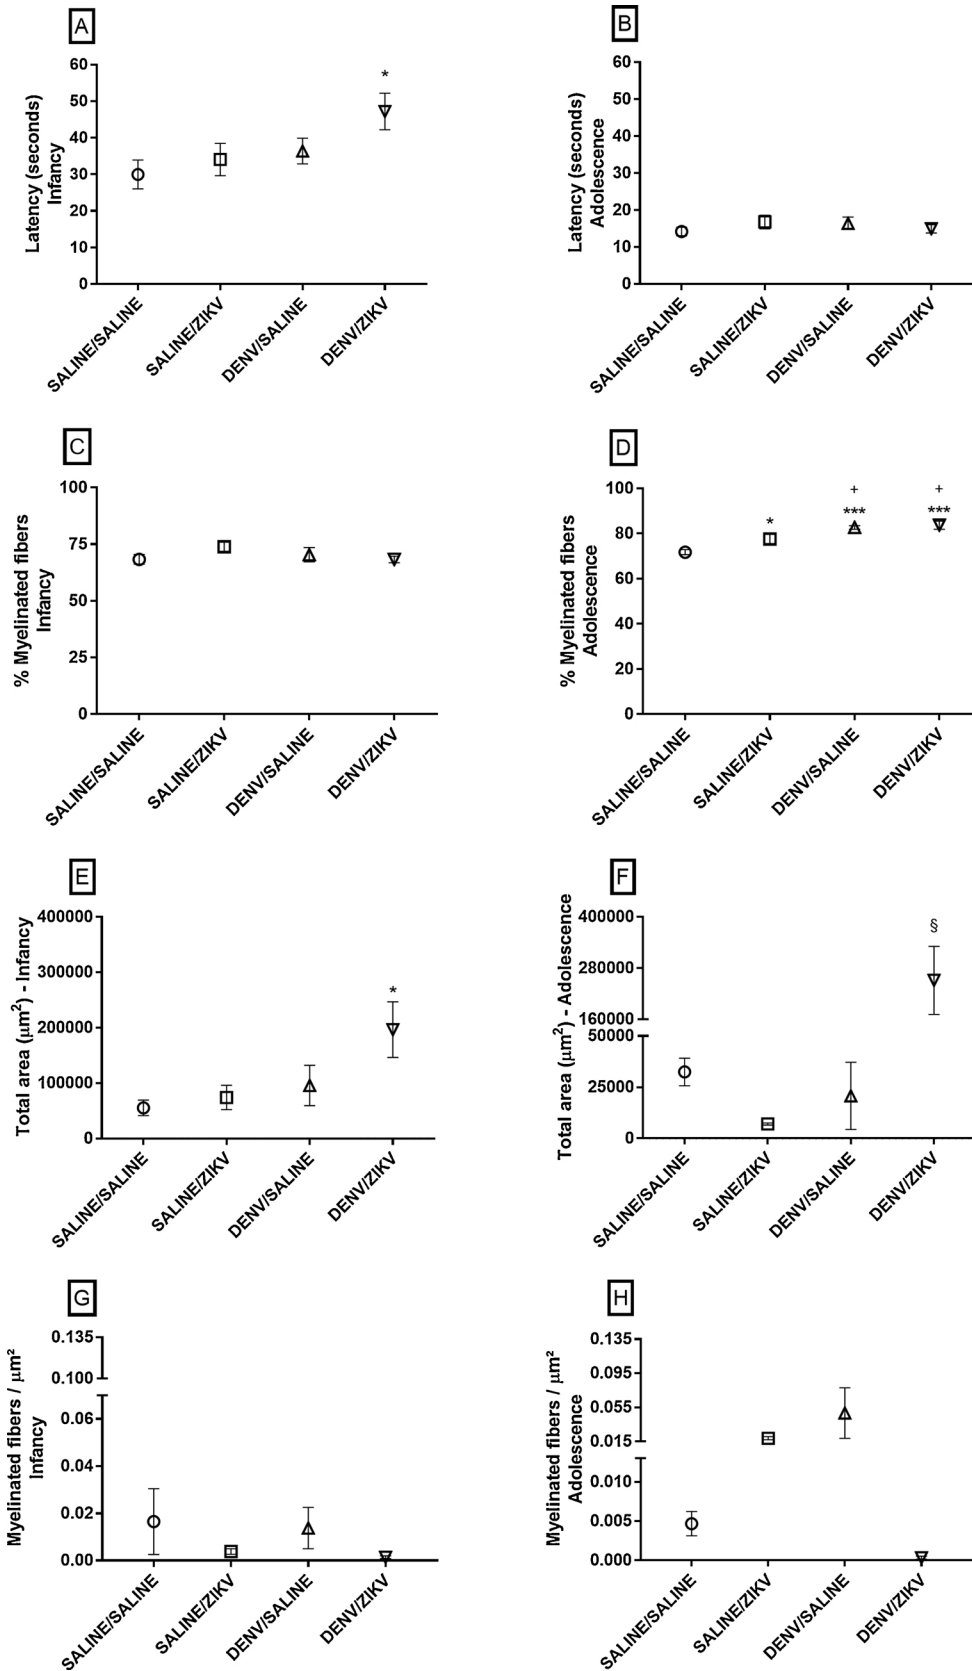 A
Latency (seconds)
Infancy
60
50
40
30
20
10
0
*
SALINE/SALINE
SALINE/ZIKV
DENV/SALINE
DENV/ZIKV
B
Latency (seconds)
Adolescence
60
50
40
30
20
10
0
SALINE/SALINE
SALINE/ZIKV
DENV/SALINE
DENV/ZIKV
C
% Myelinated fibers
Infancy
100
75
50
25
0
SALINE/SALINE
SALINE/ZIKV
DENV/SALINE
DENV/ZIKV
D
% Myelinated fibers
Adolescence
100
80
60
40
20
0
*
+
***
+
***
SALINE/SALINE
SALINE/ZIKV
DENV/SALINE
DENV/ZIKV
E
Total area (μm²) - Infancy
400000
300000
200000
100000
0
*
SALINE/SALINE
SALINE/ZIKV
DENV/SALINE
DENV/ZIKV
F
Total area (μm²) - Adolescence
400000
280000
160000
50000
25000
0
§
SALINE/SALINE
SALINE/ZIKV
DENV/SALINE
DENV/ZIKV
G
Myelinated fibers / μm²
Infancy
0.135
0.100
0.06
0.04
0.02
0.00
SALINE/SALINE
SALINE/ZIKV
DENV/SALINE
DENV/ZIKV
H
Myelinated fibers / μm²
Adolescence
0.135
0.095
0.055
0.015
0.010
0.005
0.000
SALINE/SALINE
SALINE/ZIKV
DENV/SALINE
DENV/ZIKV